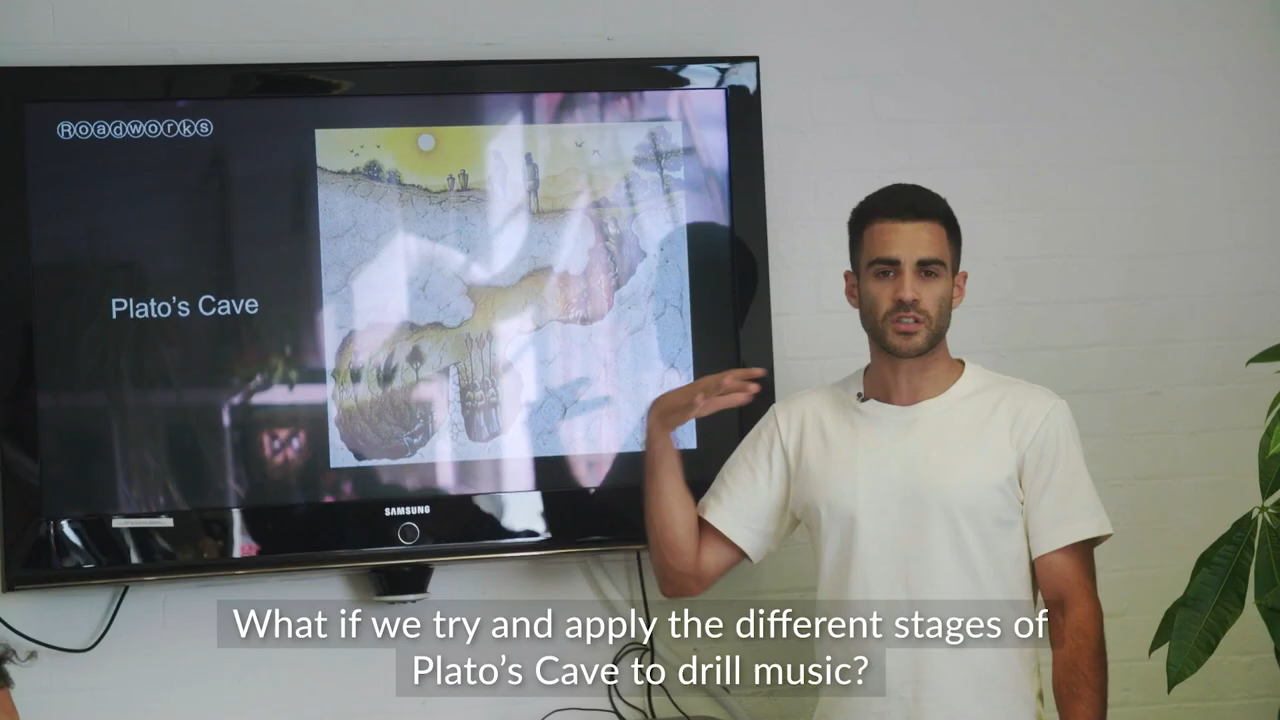 Roadworks
Plato's Cave
SAMSUNG
What if we try and apply the different stages of
Plato's Cave to drill music?